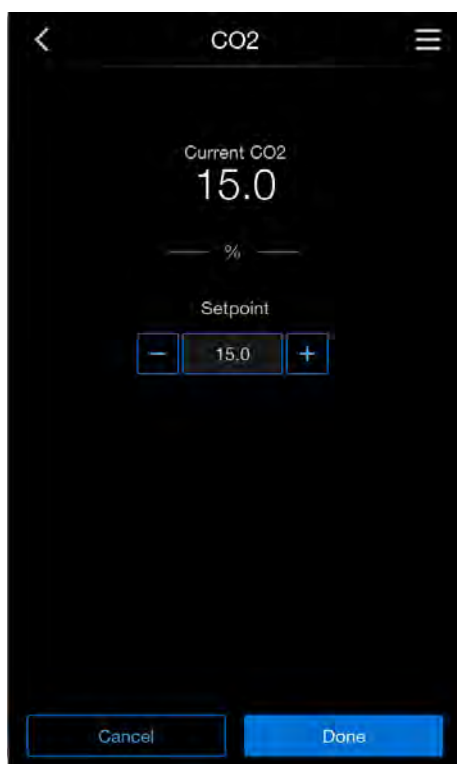 CO2
Current CO2
15.0
%
Setpoint
− 15.0 +
Cancel Done